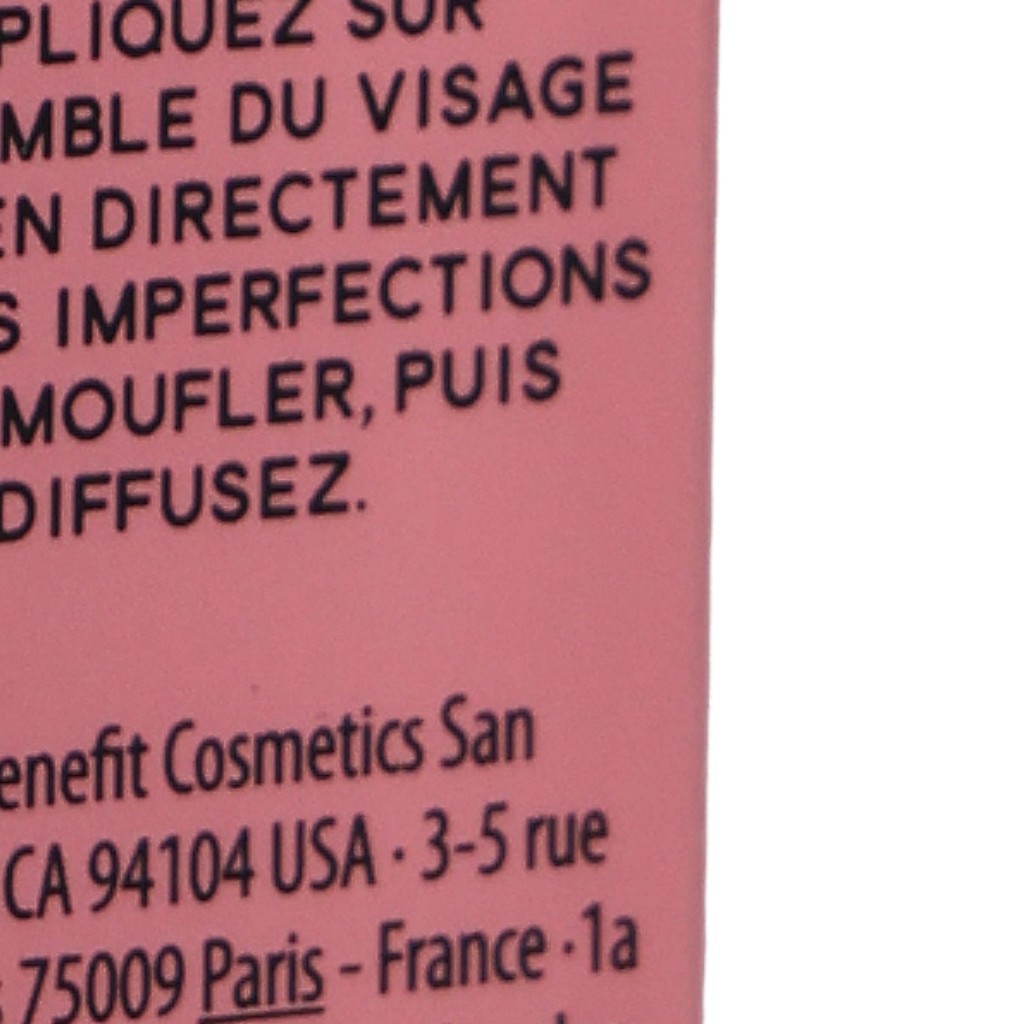 PLIQUEZ SUR
MBLE DU VISAGE
EN DIRECTEMENT
S IMPERFECTIONS
MOUFLER, PUIS
DIFFUSEZ.
enefit Cosmetics San
CA 94104 USA · 3-5 rue
75009 Paris - France · 1a